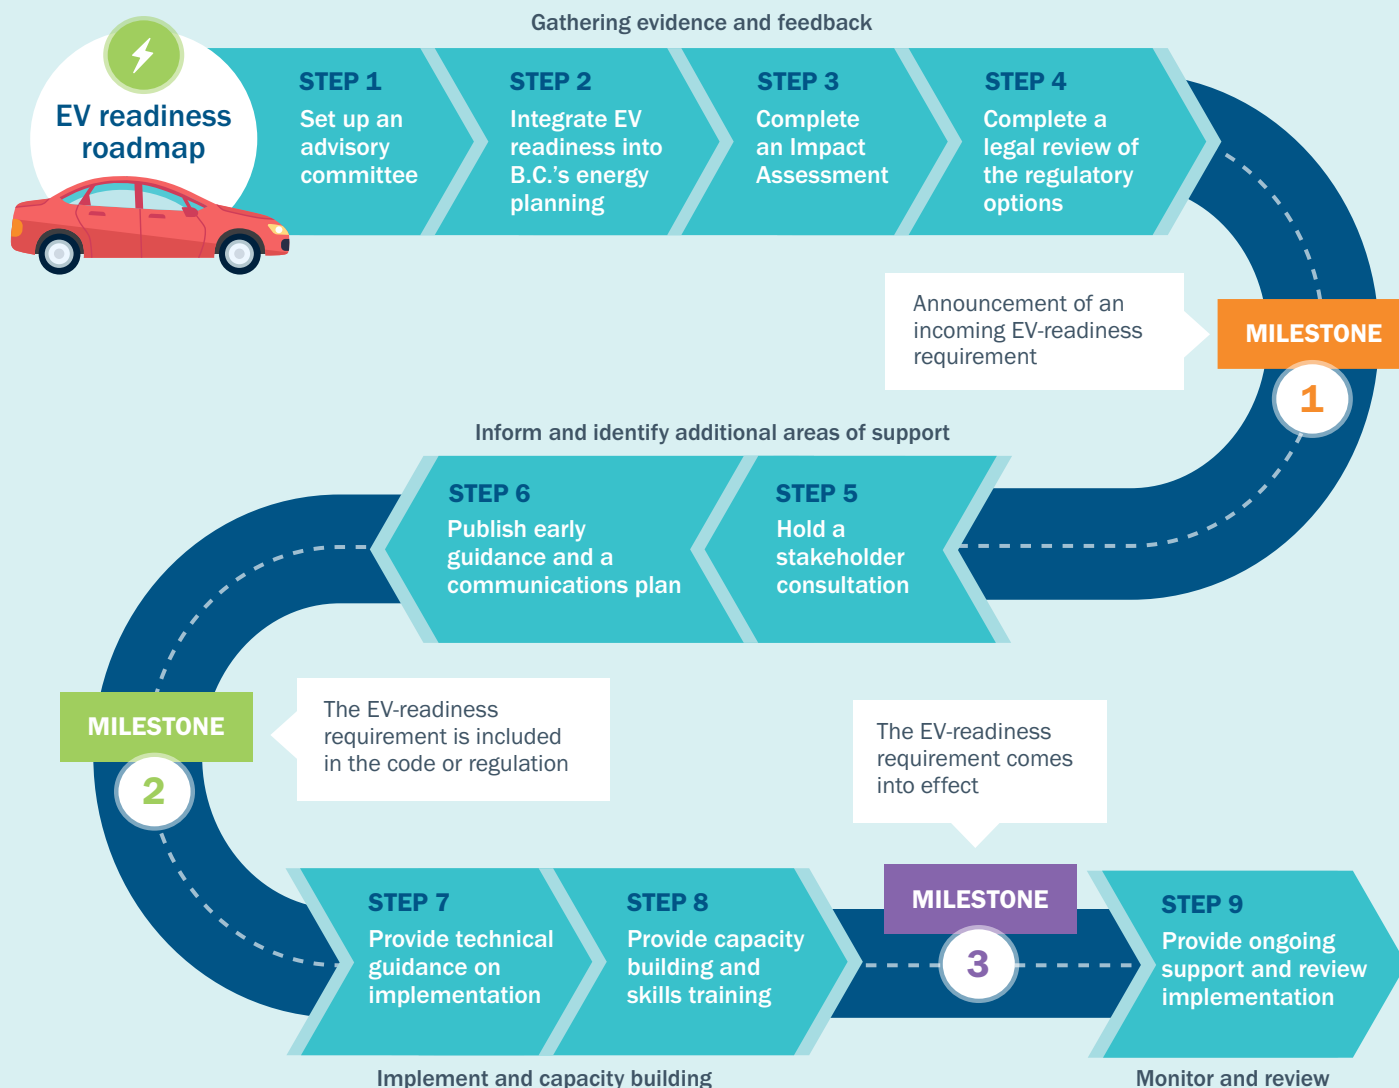 Gathering evidence and feedback
EV readiness
roadmap
STEP 1
Set up an
advisory
committee
STEP 2
Integrate EV
readiness into
B.C.'s energy
planning
STEP 3
Complete
an Impact
Assessment
STEP 4
Complete a
legal review of
the regulatory
options
Announcement of an
incoming EV-readiness
requirement
MILESTONE
1
Inform and identify additional areas of support
STEP 5
Hold a
stakeholder
consultation
STEP 6
Publish early
guidance and a
communications plan
MILESTONE
2
The EV-readiness
requirement is included
in the code or regulation
STEP 7
Provide technical
guidance on
implementation
STEP 8
Provide capacity
building and
skills training
Implement and capacity building
The EV-readiness
requirement comes
into effect
MILESTONE
3
STEP 9
Provide ongoing
support and review
implementation
Monitor and review